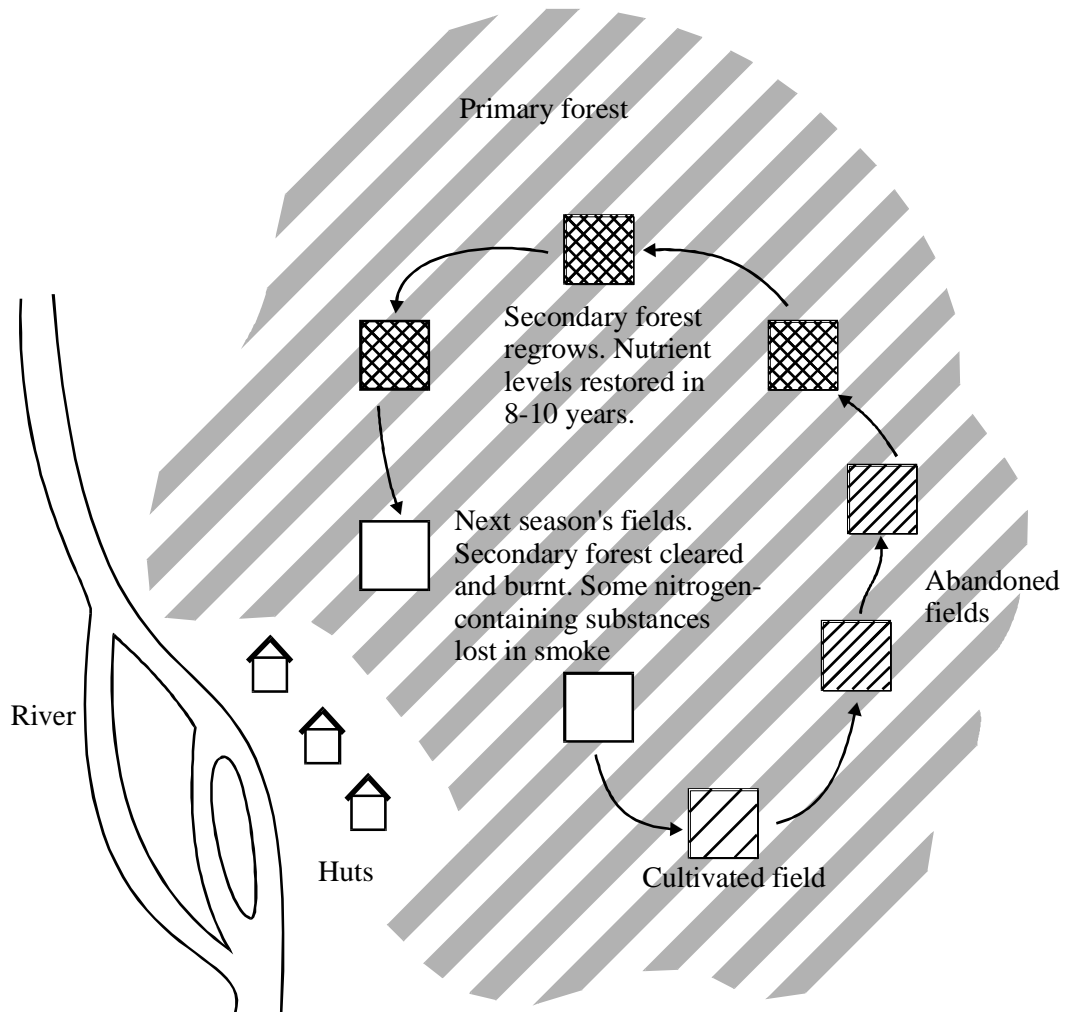 Primary forest
Secondary forest
regrows. Nutrient
levels restored in
8-10 years.
Next season's fields.
Secondary forest cleared
and burnt. Some nitrogen-
containing substances
lost in smoke
Abandoned
fields
River
Huts
Cultivated field